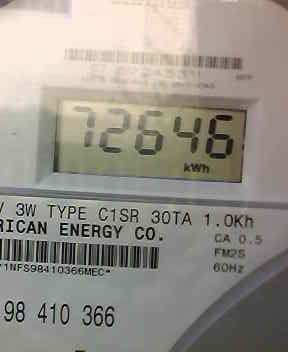 72646
kWh
V 3W TYPE C1SR 30TA 1.0Kh
RICAN ENERGY CO.
CA 0.5
FM2S
60Hz
1NFS98410366MEC*
98 410 366